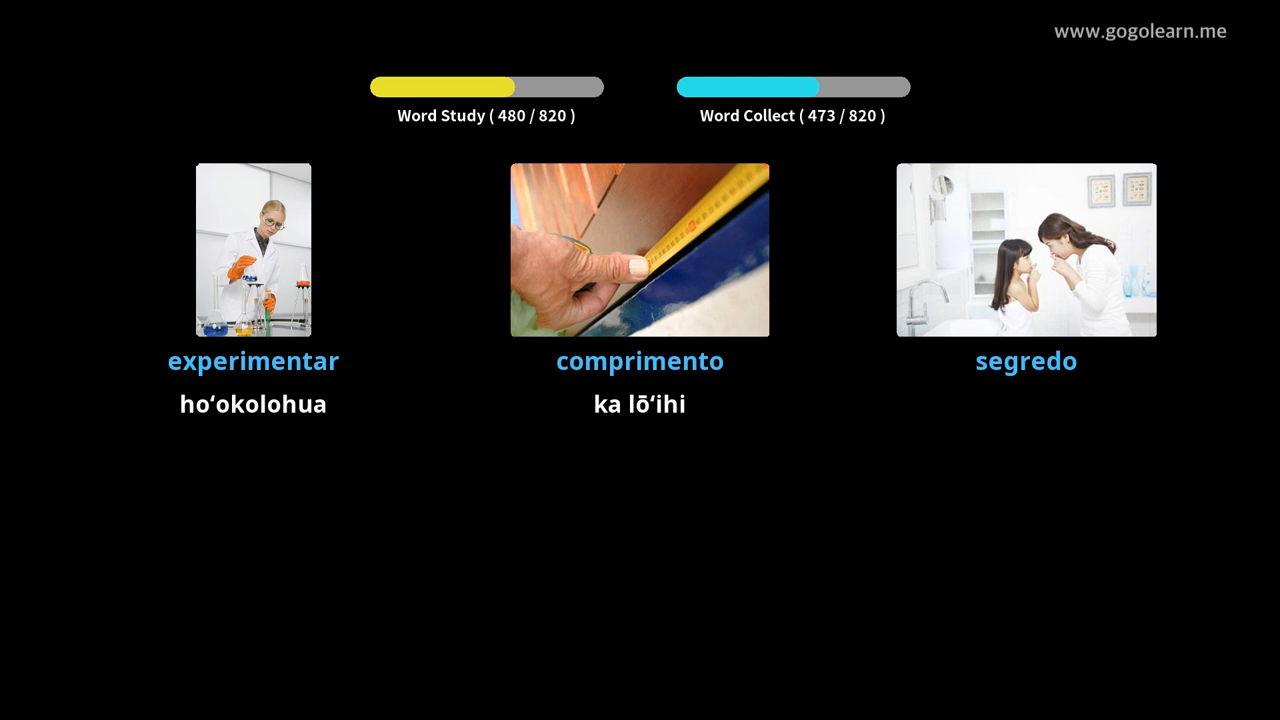 www.gogolearn.me
Word Study ( 480 / 820 )
Word Collect ( 473 / 820 )
experimentar
comprimento
segredo
hoʻokolohua
ka lōʻihi